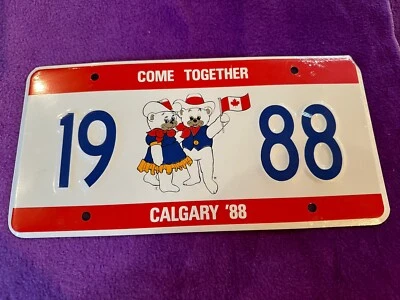 COME TOGETHER
19 88
CALGARY '88